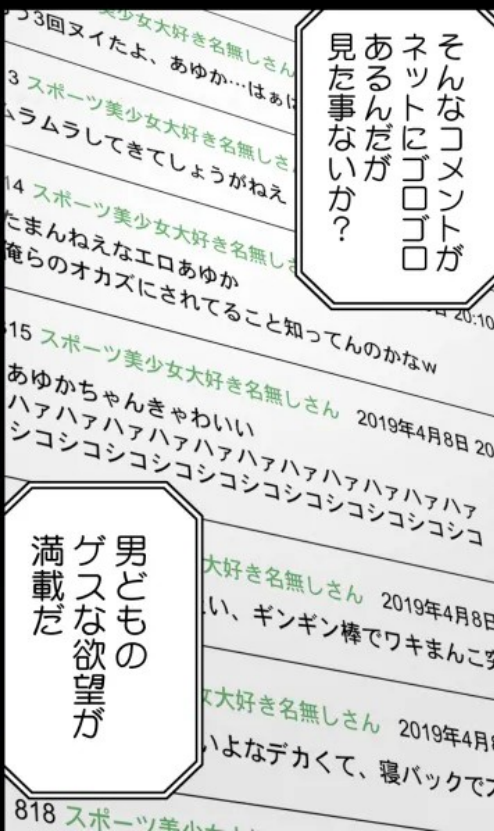 そんなコメントが
ネットにゴロゴロ
あるんだが
見た事ないか？
美少女大好き名無しさん
3回ヌイたよ、あゆか…はぁ
3 スポーツ美少女大好き名無しさ
ムラムラしてきてしょうがねえ
14 スポーツ美少女大好き名無し
たまんねえなエロあゆか
俺らのオカズにされてること知ってんのかなw
20:10
815 スポーツ美少女大好き名無しさん 2019年4月8日 20
あゆかちゃんきゃわいい
ハァハァハァハァハァハァハァハァハァハァハァ
シコシコシコシコシコシコシコシコシコシコシコ
大好き名無しさん 2019年4月8日
い、ギンギン棒でワキまんこ突
女大好き名無しさん 2019年4月
いよなデカくて、寝バックで
男どもの
ゲスな欲望が
満載だ
818 スポーツ美少女